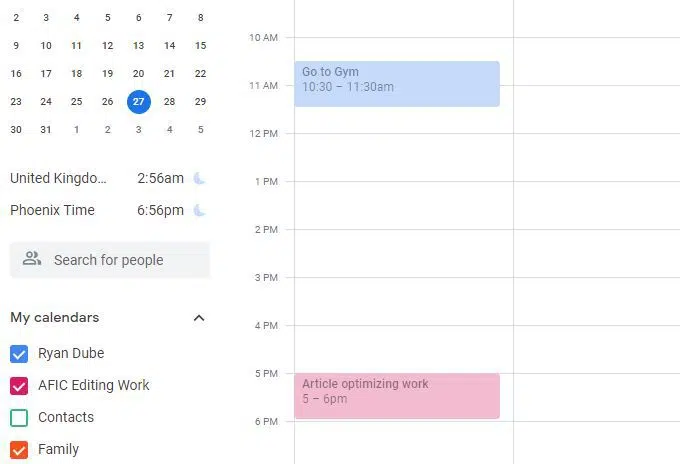 2 3 4 5 6 7 8
9 10 11 12 13 14 15
16 17 18 19 20 21 22
23 24 25 26 27 28 29
30 31 1 2 3 4 5
United Kingdo... 2:56am
Phoenix Time 6:56pm
Search for people
My calendars
Ryan Dube
AFIC Editing Work
Contacts
Family
10 AM
Go to Gym
10:30 – 11:30am
11 AM
12 PM
1 PM
2 PM
3 PM
4 PM
5 PM
Article optimizing work
5 – 6pm
6 PM